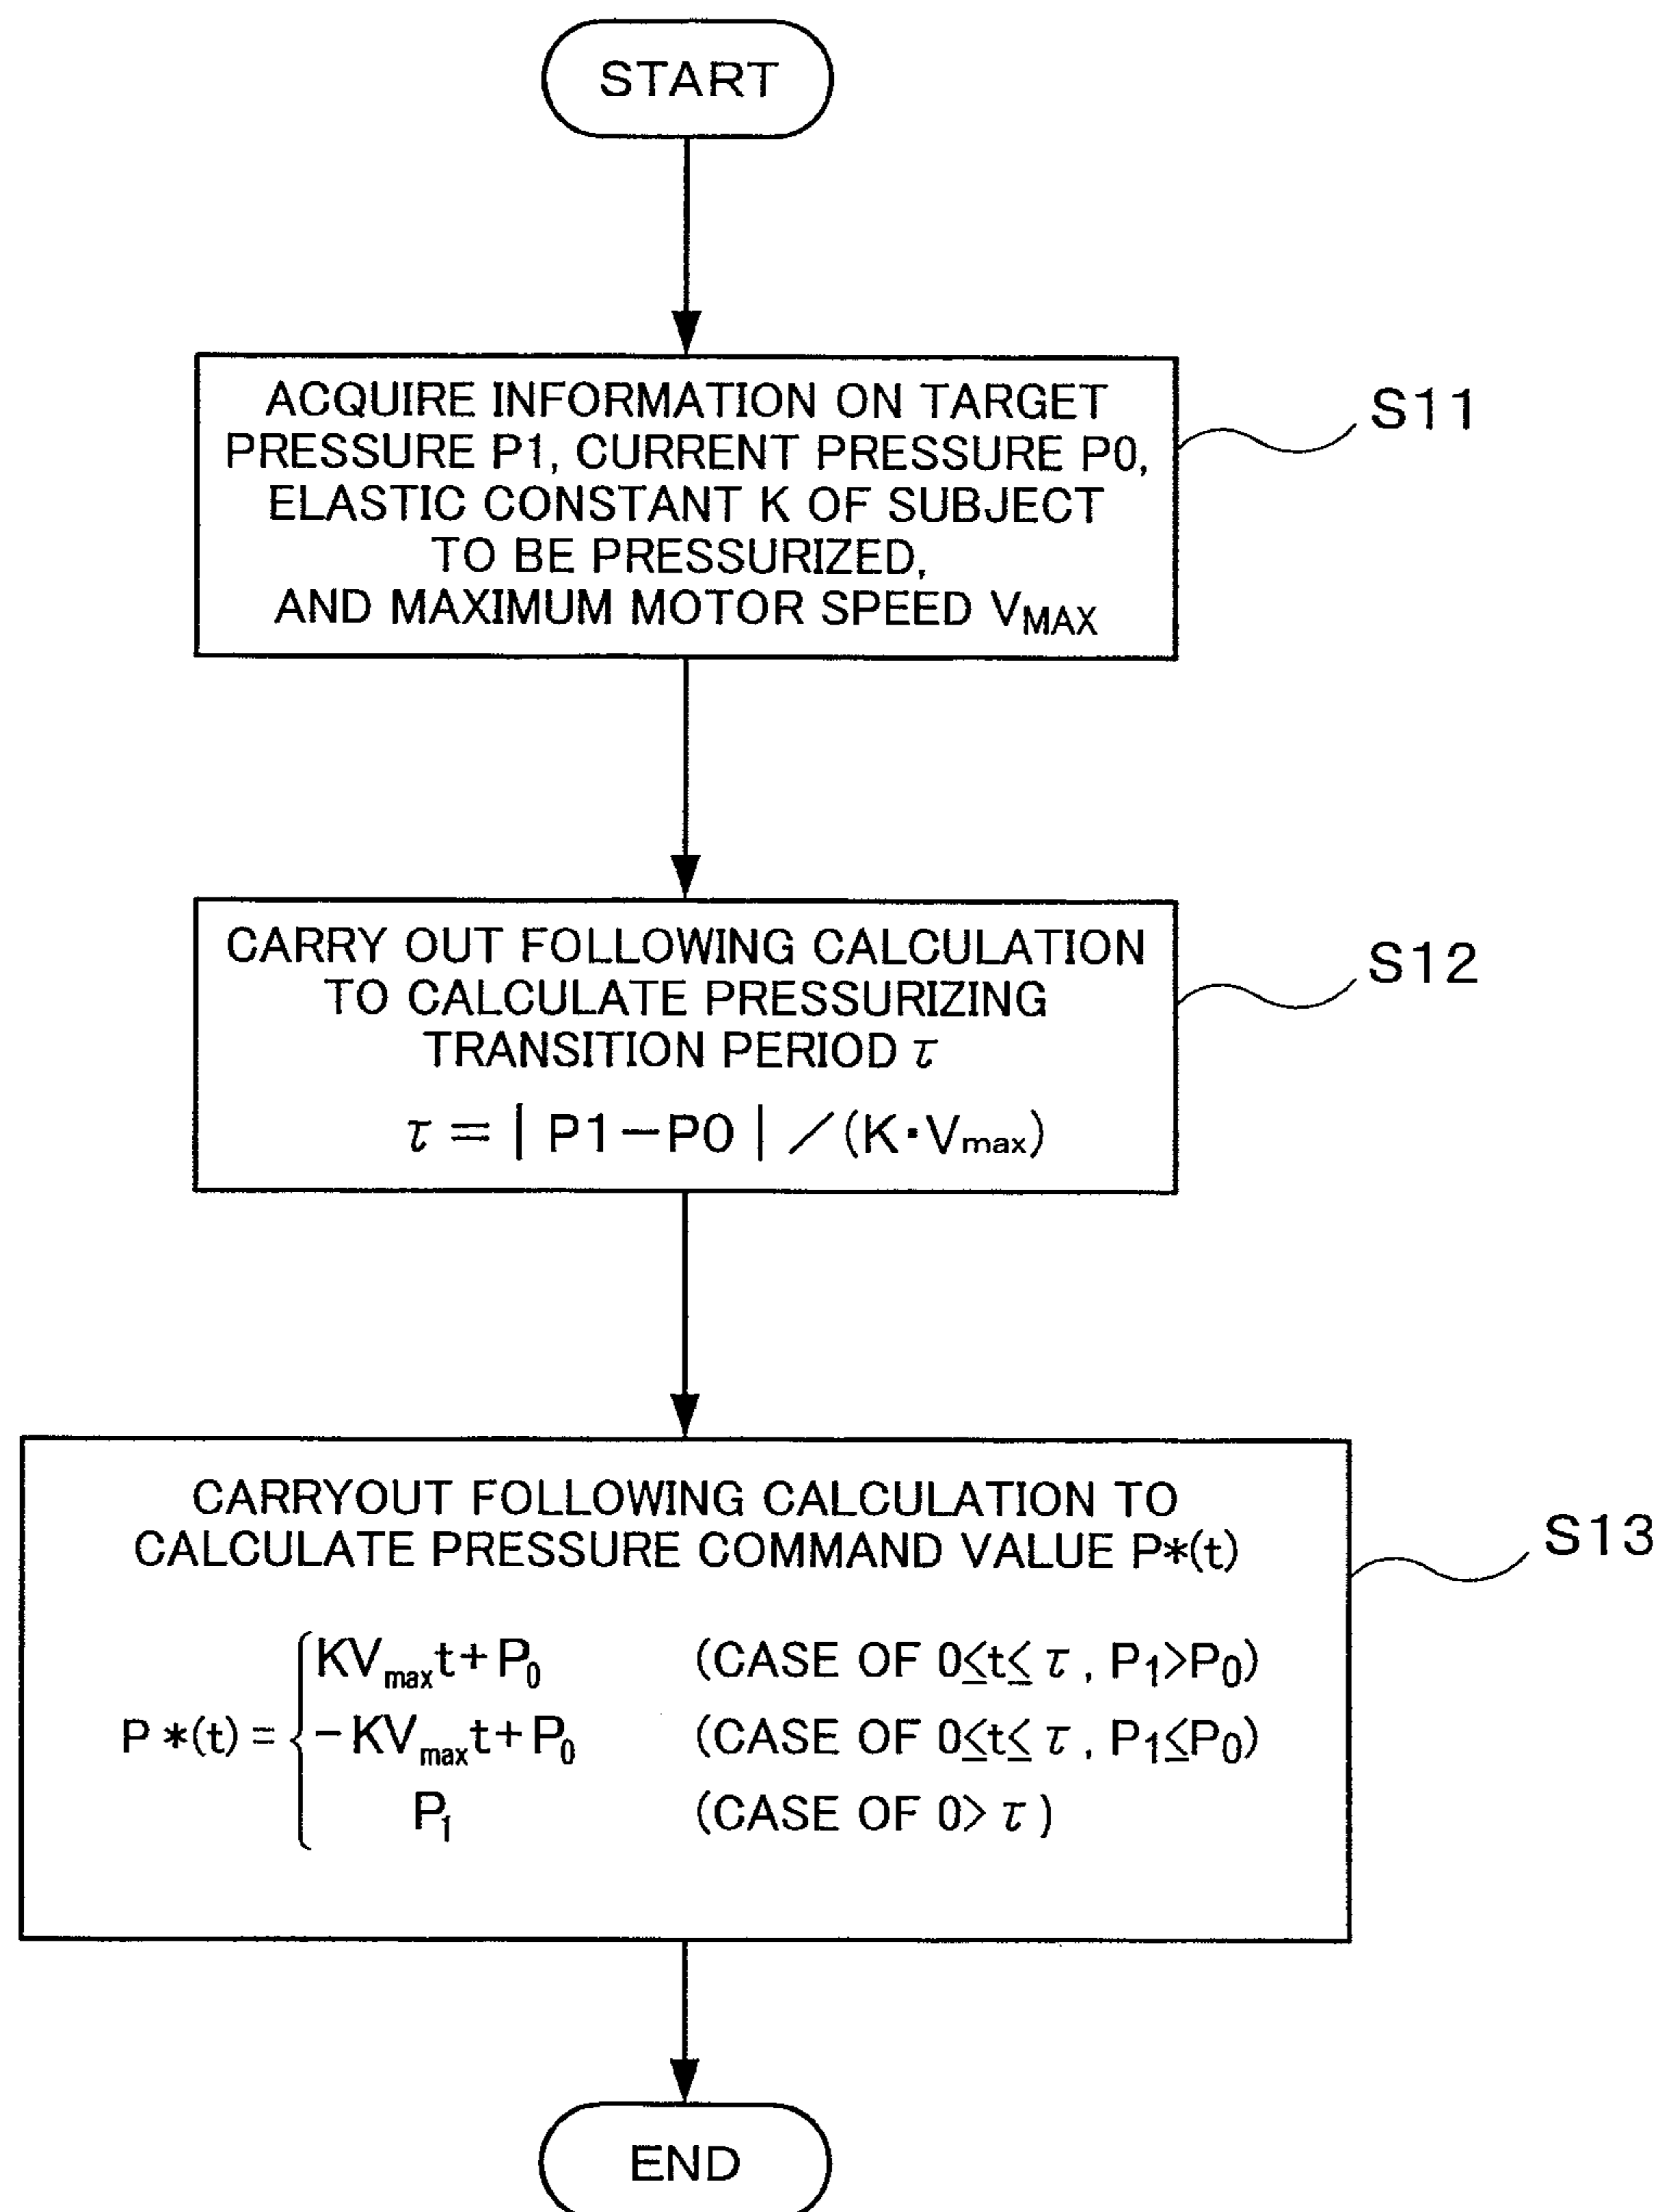 START
ACQUIRE INFORMATION ON TARGET
PRESSURE P1, CURRENT PRESSURE P0,
ELASTIC CONSTANT K OF SUBJECT
TO BE PRESSURIZED,
AND MAXIMUM MOTOR SPEED VMAX
S11
CARRY OUT FOLLOWING CALCULATION
TO CALCULATE PRESSURIZING
TRANSITION PERIOD τ
τ = | P1−P0 | ／(K・Vmax)
S12
CARRYOUT FOLLOWING CALCULATION TO
CALCULATE PRESSURE COMMAND VALUE P*(t)
S13
KVmaxt+P0 (CASE OF 0≤t≤ τ, P1>P0)
P*(t) = { −KVmaxt+P0 (CASE OF 0≤t≤ τ, P1≤P0)
P1 (CASE OF 0> τ)
END